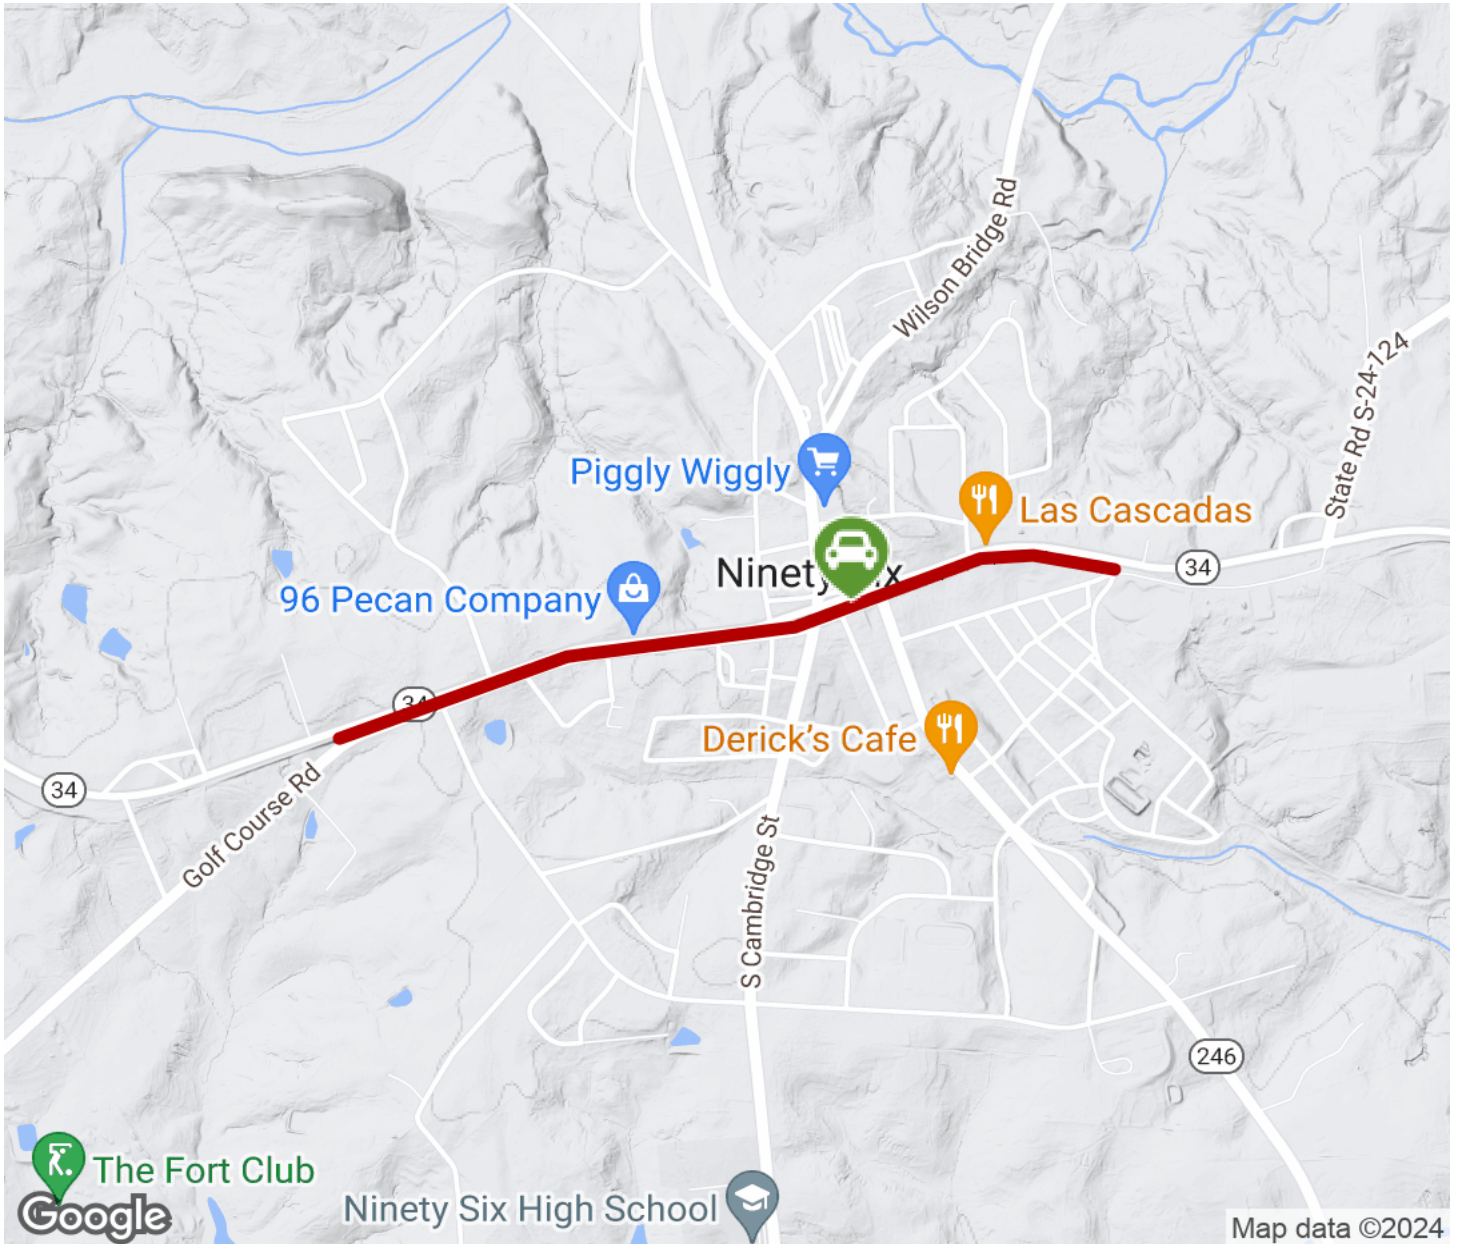 Wilson Bridge Rd
State Rd S-24-124
Piggly Wiggly
Las Cascadas
34
96 Pecan Company
34
Derick's Cafe
34
Golf Course Rd
S Cambridge St
246
The Fort Club
Ninety Six High School
Google
Map data ©2024